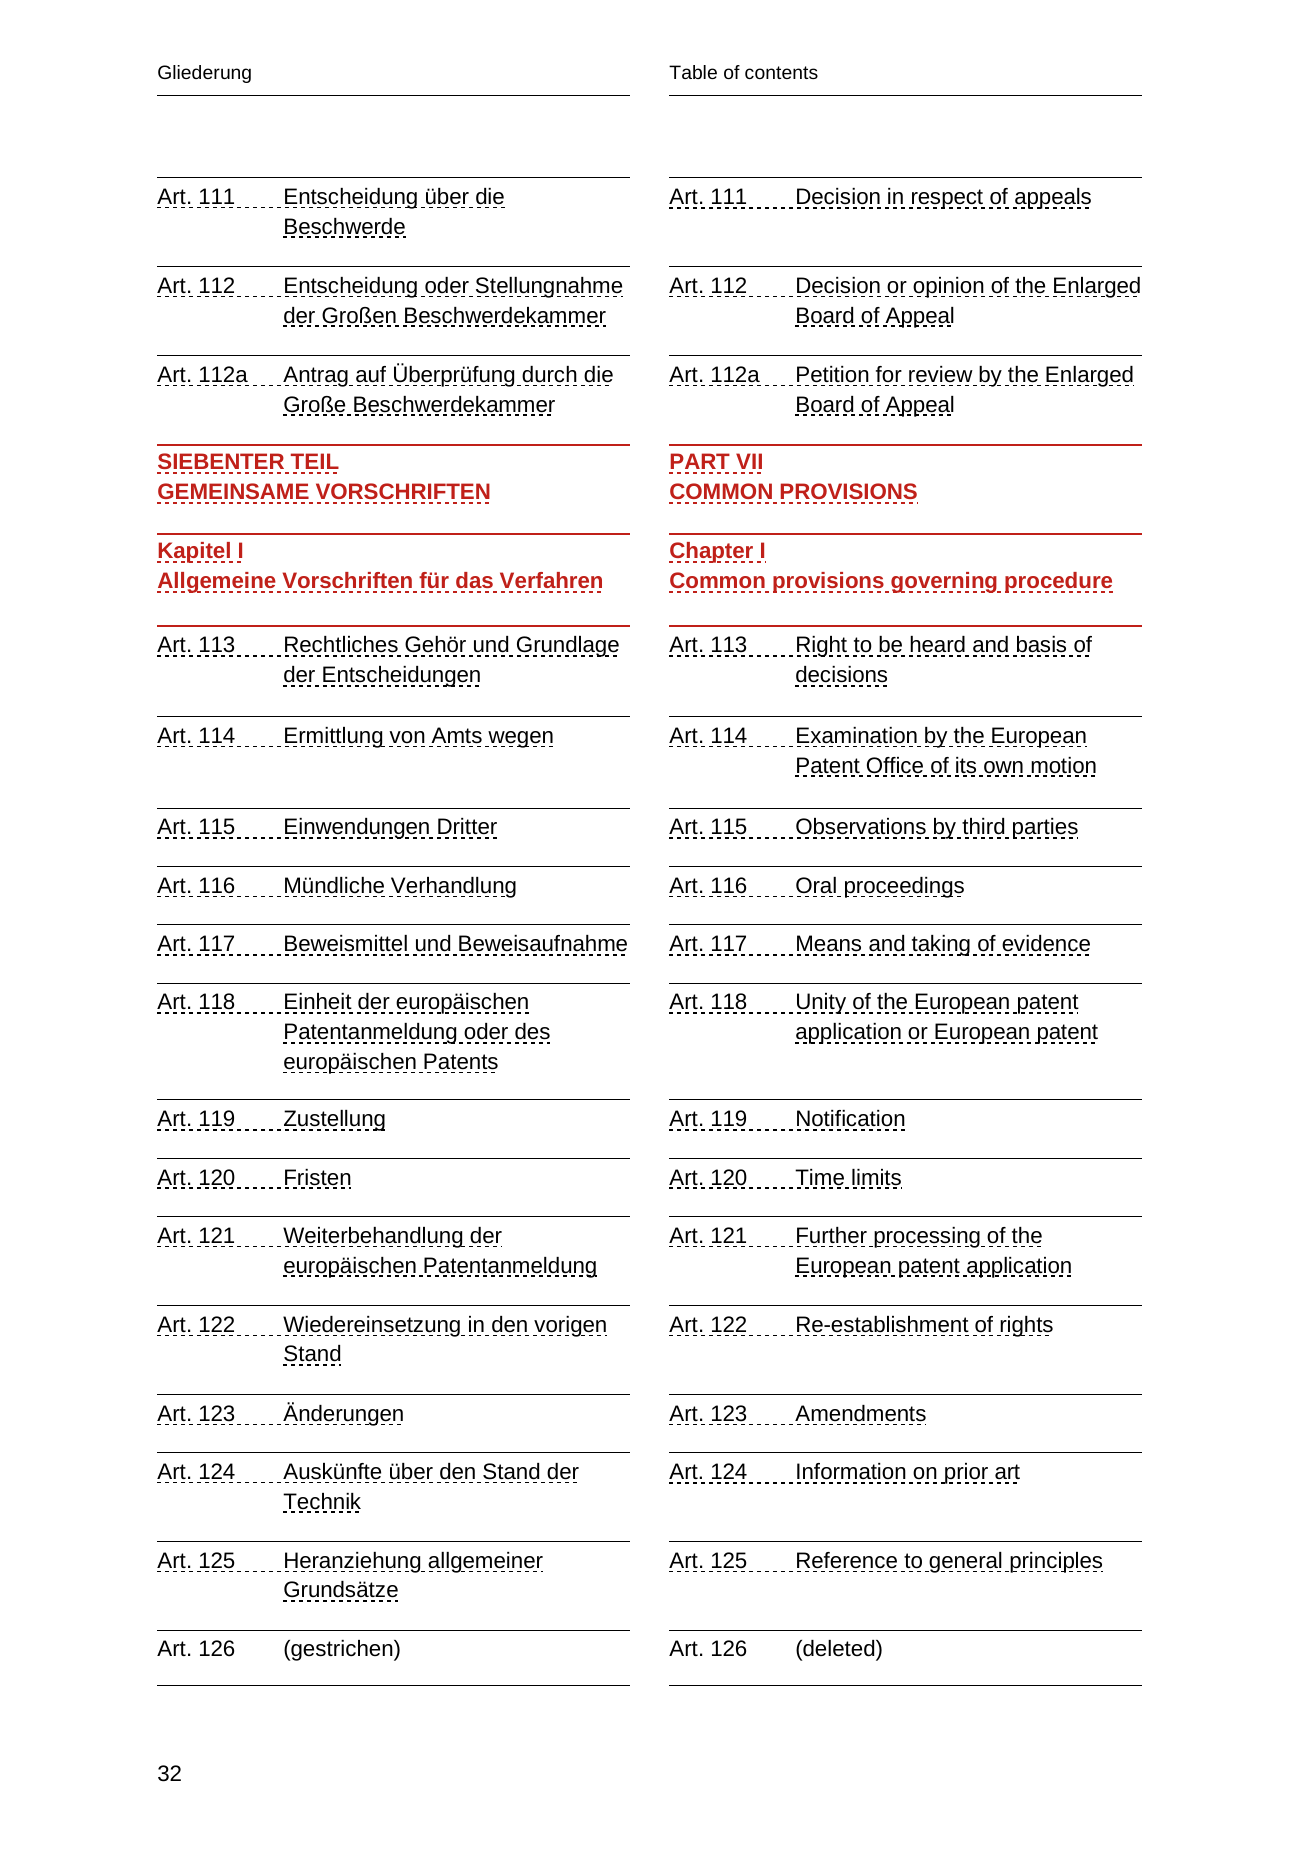 Gliederung
Art. 111 Entscheidung über die
Beschwerde
Art. 112 Entscheidung oder Stellungnahme
der Großen Beschwerdekammer
Art. 112a Antrag auf Überprüfung durch die
Große Beschwerdekammer
SIEBENTER TEIL
GEMEINSAME VORSCHRIFTEN
Kapitel I
Allgemeine Vorschriften für das Verfahren
Art. 113 Rechtliches Gehör und Grundlage
der Entscheidungen
Art. 114 Ermittlung von Amts wegen
Art. 115 Einwendungen Dritter
Art. 116 Mündliche Verhandlung
Art. 117 Beweismittel und Beweisaufnahme
Art. 118 Einheit der europäischen
Patentanmeldung oder des
europäischen Patents
Art. 119 Zustellung
Art. 120 Fristen
Art. 121 Weiterbehandlung der
europäischen Patentanmeldung
Art. 122 Wiedereinsetzung in den vorigen
Stand
Art. 123 Änderungen
Art. 124 Auskünfte über den Stand der
Technik
Art. 125 Heranziehung allgemeiner
Grundsätze
Art. 126 (gestrichen)
Table of contents
Art. 111 Decision in respect of appeals
Art. 112 Decision or opinion of the Enlarged
Board of Appeal
Art. 112a Petition for review by the Enlarged
Board of Appeal
PART VII
COMMON PROVISIONS
Chapter I
Common provisions governing procedure
Art. 113 Right to be heard and basis of
decisions
Art. 114 Examination by the European
Patent Office of its own motion
Art. 115 Observations by third parties
Art. 116 Oral proceedings
Art. 117 Means and taking of evidence
Art. 118 Unity of the European patent
application or European patent
Art. 119 Notification
Art. 120 Time limits
Art. 121 Further processing of the
European patent application
Art. 122 Re-establishment of rights
Art. 123 Amendments
Art. 124 Information on prior art
Art. 125 Reference to general principles
Art. 126 (deleted)
32